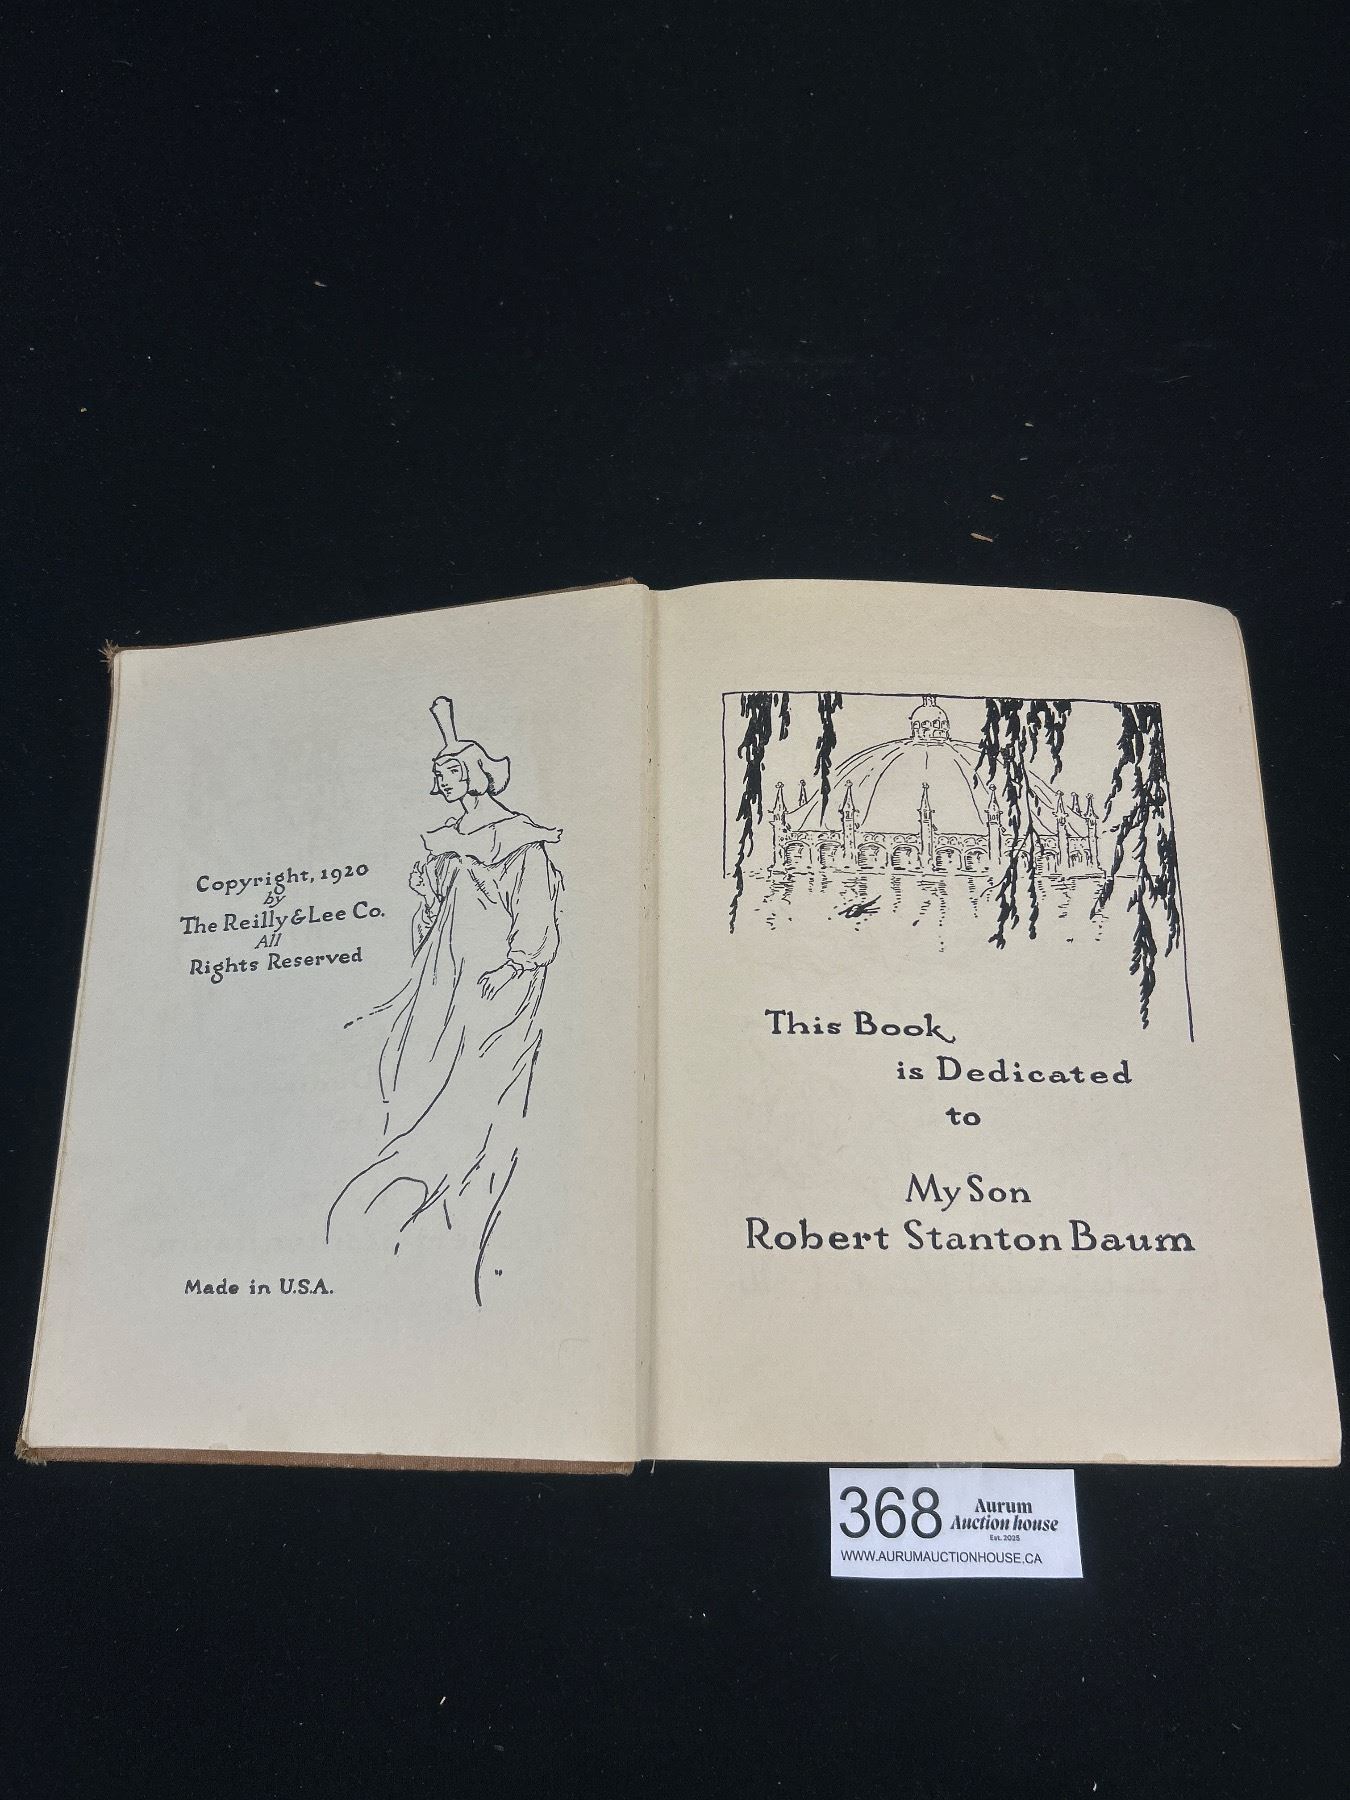 Copyright, 1920
by
The Reilly & Lee Co.
All
Rights Reserved
Made in U.S.A.
This Book
is Dedicated
to
My Son
Robert Stanton Baum
368
Aurum
Auction house
Est. 2025
WWW.AURUMAUCTIONHOUSE.CA